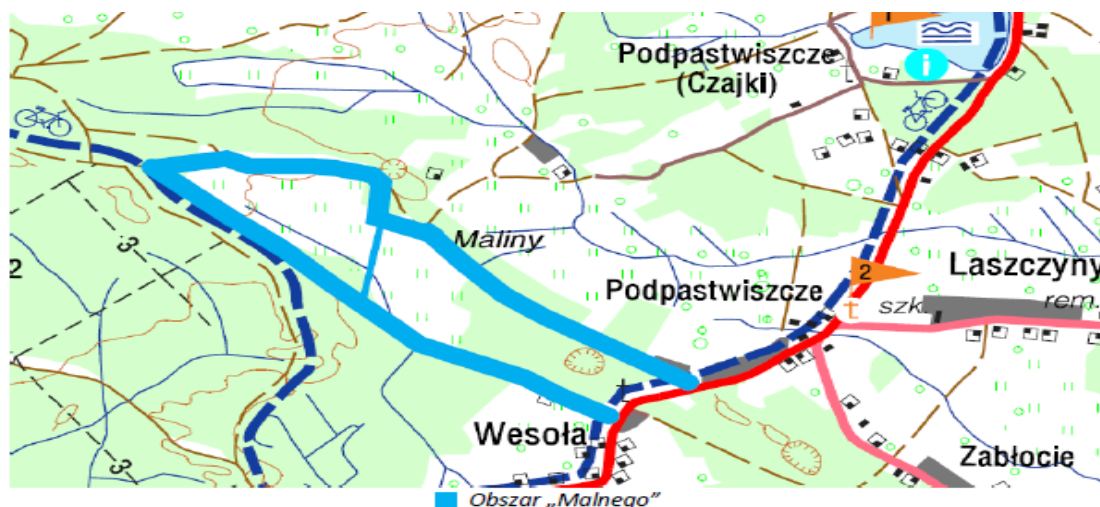 Podpastwiszcze
(Czajki)
i
Maliny
2
2
Laszczyny
Podpastwiszcze
szk.
rem.
t
3
Wesoła
Zabłocie
3
Obszar „Malnego”